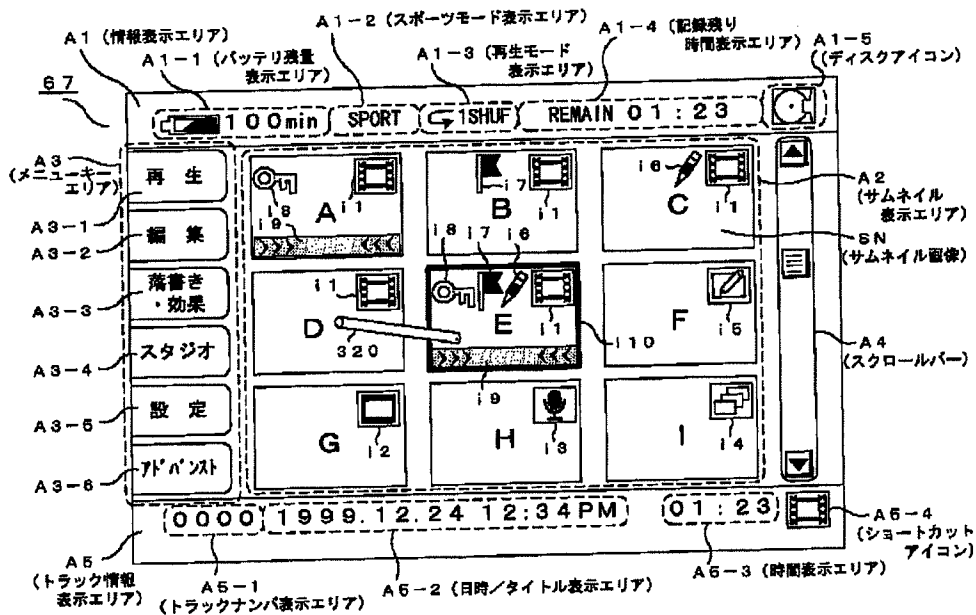 A1 (情報表示エリア)
A1-1 (バッテリ残量
表示エリア)
A1-2 (スポーツモード表示エリア)
A1-3 (再生モード
表示エリア)
A1-4 (記録残り
時間表示エリア)
A1-5
((ディスクアイコン)
67
100min
SPORT
1SHUF
REMAIN 01:23
A3
(メニューキー
エリア)
A3-1
A3-2
A3-3
A3-4
A3-5
A3-6
再生
編集
落書き
・効果
スタジオ
設定
アドバンスト
i8
A
i1
i9
i7
B
i1
i6
C
i1
i1
D
320
i8
i7
i6
E
i1
i9
i10
F
i5
G
i2
H
i3
I
i4
A2
(サムネイル
表示エリア)
SN
(サムネイル画像)
A4
(スクロールバー)
0000
1999.12.24 12:34PM
01:23
A5-4
(ショートカット
アイコン)
A5
(トラック情報
表示エリア)
A5-1
(トラックナンバ表示エリア)
A5-2 (日時/タイトル表示エリア)
A5-3 (時間表示エリア)